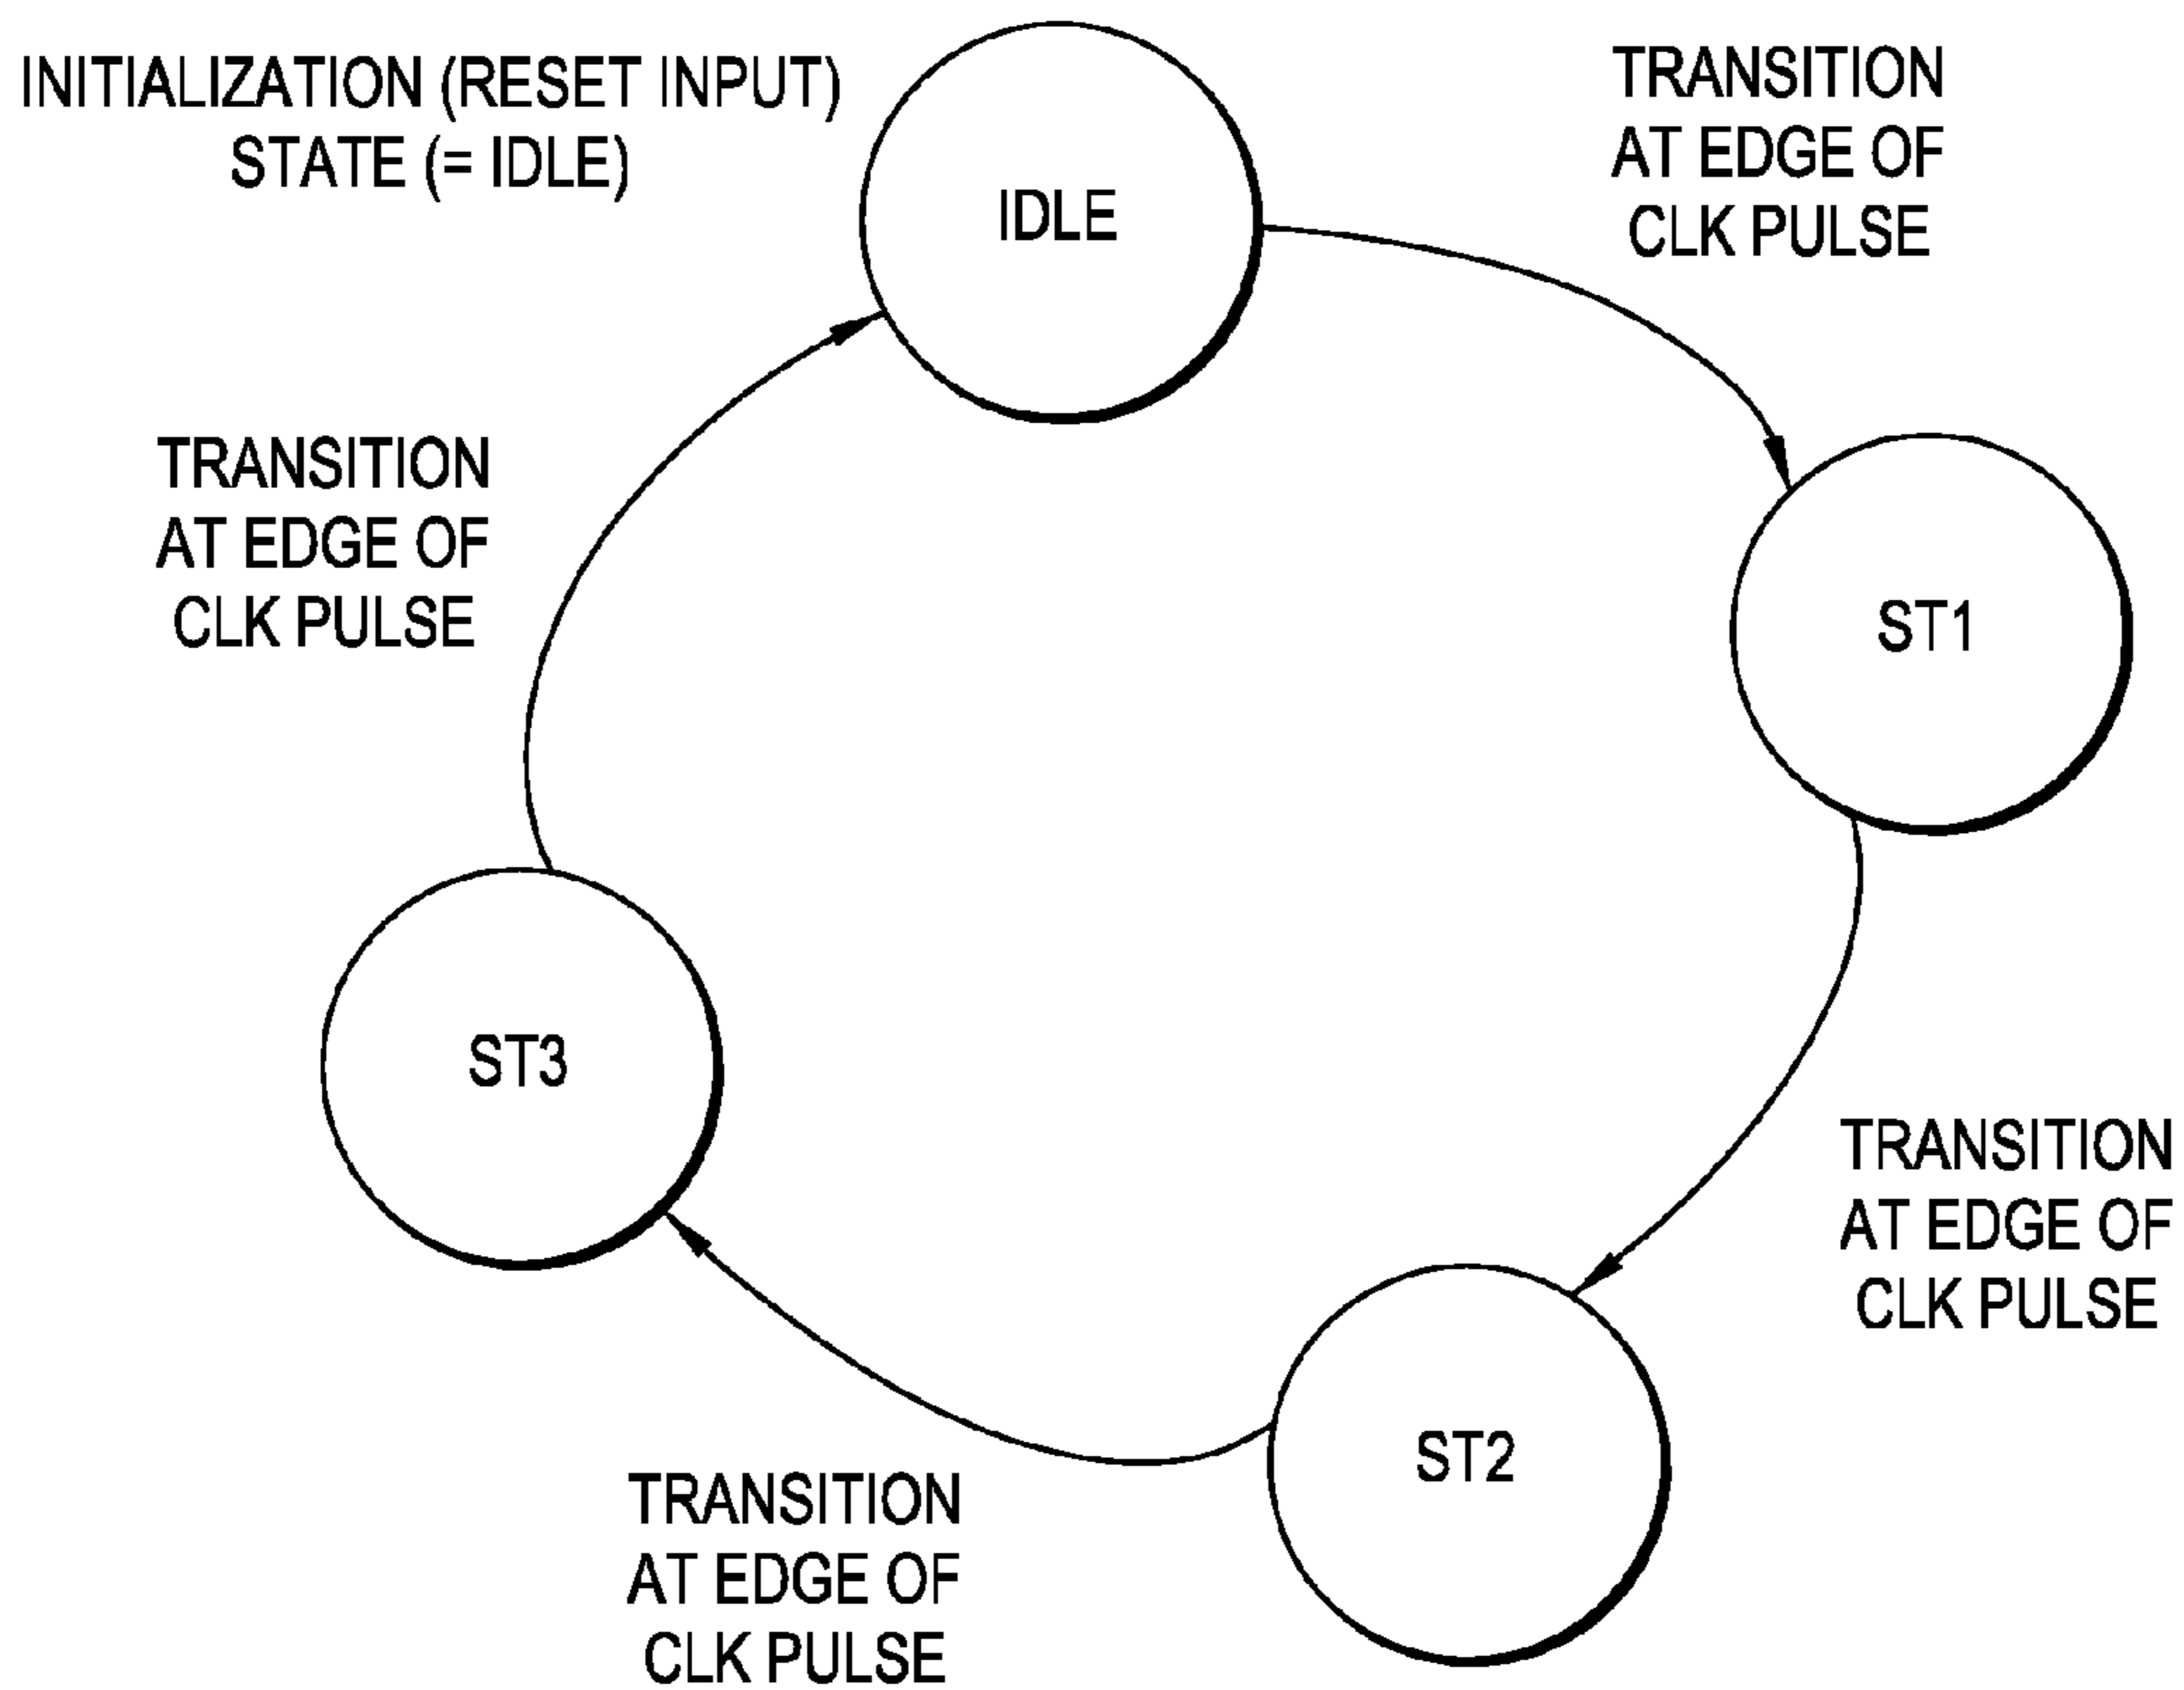 INITIALIZATION (RESET INPUT)
STATE (= IDLE)
IDLE
TRANSITION
AT EDGE OF
CLK PULSE
TRANSITION
AT EDGE OF
CLK PULSE
ST1
ST3
TRANSITION
AT EDGE OF
CLK PULSE
ST2
TRANSITION
AT EDGE OF
CLK PULSE